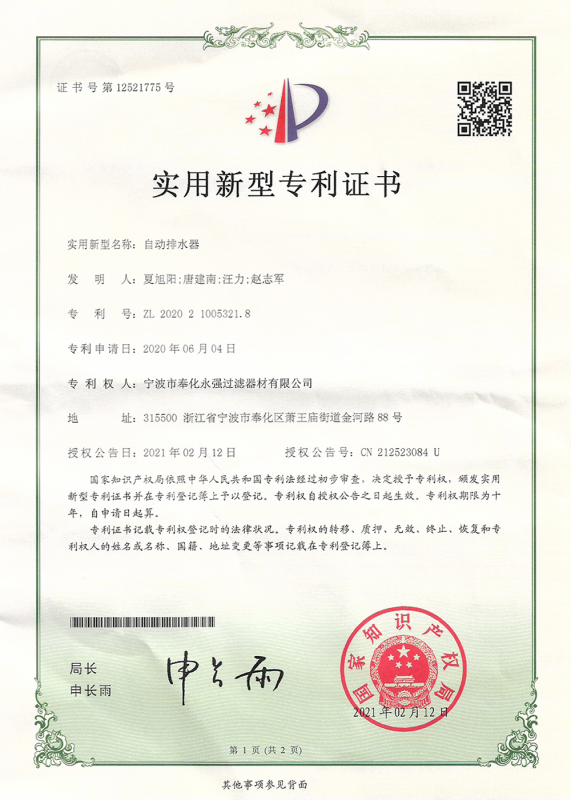 证书号第12521775号
实用新型专利证书
实用新型名称：自动排水器
发 明 人：夏旭阳;唐建南;汪力;赵志军
专 利 号：ZL 2020 2 1005321.8
专利申请日：2020年06月04日
专 利 权 人：宁波市奉化永强过滤器材有限公司
地 址：315500 浙江省宁波市奉化区萧王庙街道金河路88号
授权公告日：2021年02月12日 授权公告号：CN 212523084 U
国家知识产权局依照中华人民共和国专利法经过初步审查，决定授予专利权，颁发实用
新型专利证书并在专利登记簿上予以登记。专利权自授权公告之日起生效。专利权期限为十
年，自申请日起算。
专利证书记载专利权登记时的法律状况。专利权的转移、质押、无效、终止、恢复和专
利权人的姓名或名称、国籍、地址变更等事项记载在专利登记簿上。
局长
申长雨
申长雨
国家知识产权局
2021年02月12日
第 1 页 (共 2 页)
其他事项参见背面